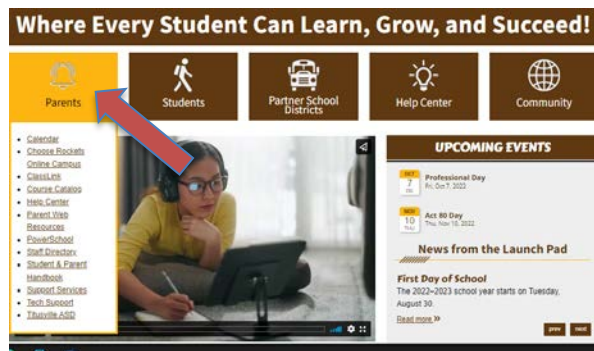 Where Every Student Can Learn, Grow, and Succeed!
Parents
Students
Partner School
Districts
Help Center
Community
Calendar
Choose Rockets
Online Campus
ClassLink
Course Catalog
Help Center
Parent Web
Resources
PowerSchool
Staff Directory
Student & Parent
Handbook
Support Services
Tech Support
Titusville ASD
UPCOMING EVENTS
OCT
7
FRI
Professional Day
Fri, Oct 7, 2022
NOV
10
THU
Act 80 Day
Thu, Nov 10, 2022
News from the Launch Pad
First Day of School
The 2022-2023 school year starts on Tuesday,
August 30.
Read more »
prev
next